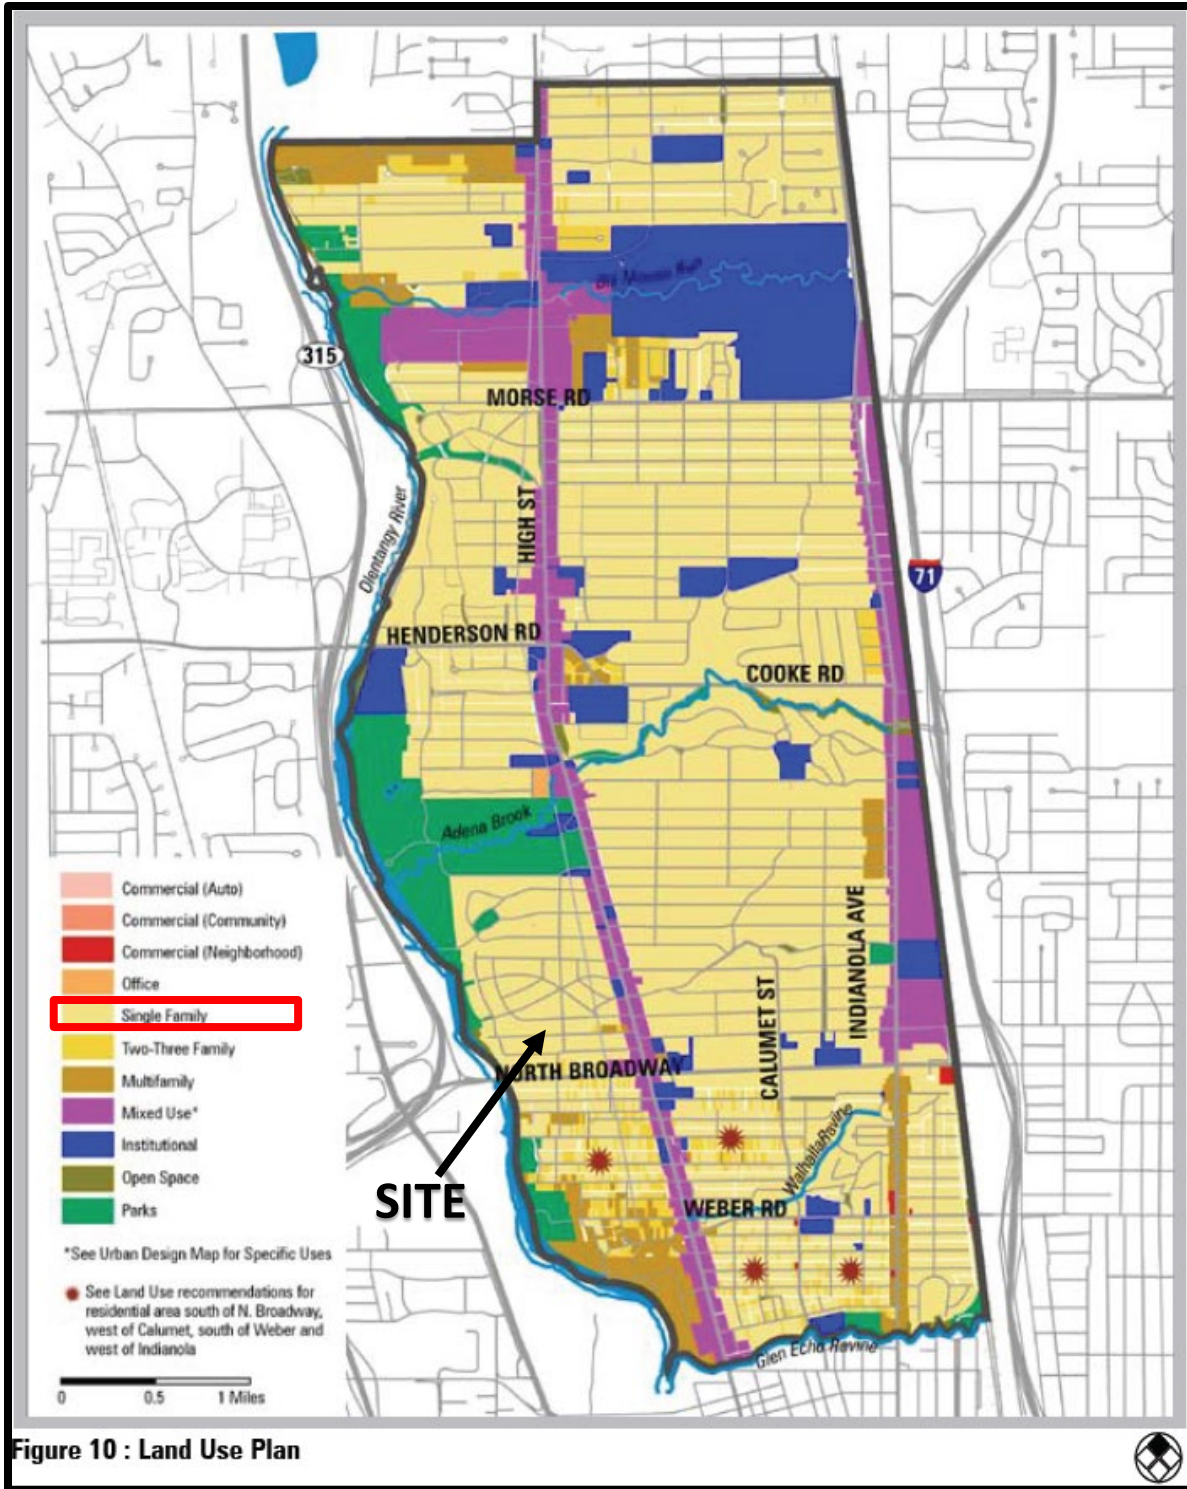 315
MORSE RD
HIGH ST
Olentangy River
71
HENDERSON RD
COOKE RD
Adena Brook
INDIANOLA AVE
CALUMET ST
NORTH BROADWAY
Walhalla Ravine
SITE
WEBER RD
Glen Echo Ravine
Commercial (Auto)
Commercial (Community)
Commercial (Neighborhood)
Office
Single Family
Two-Three Family
Multifamily
Mixed Use*
Institutional
Open Space
Parks
*See Urban Design Map for Specific Uses
See Land Use recommendations for
residential area south of N. Broadway,
west of Calumet, south of Weber and
west of Indianola
0 0.5 1 Miles
Figure 10 : Land Use Plan